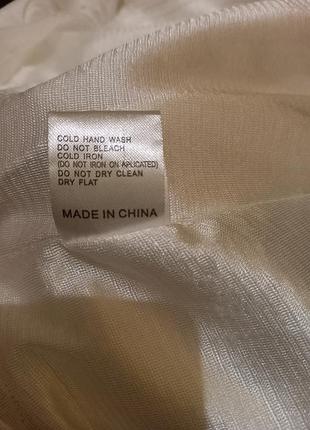 COLD HAND WASH
DO NOT BLEACH
COLD IRON
(DO NOT IRON ON APLICATED)
DO NOT DRY CLEAN
DRY FLAT
MADE IN CHINA